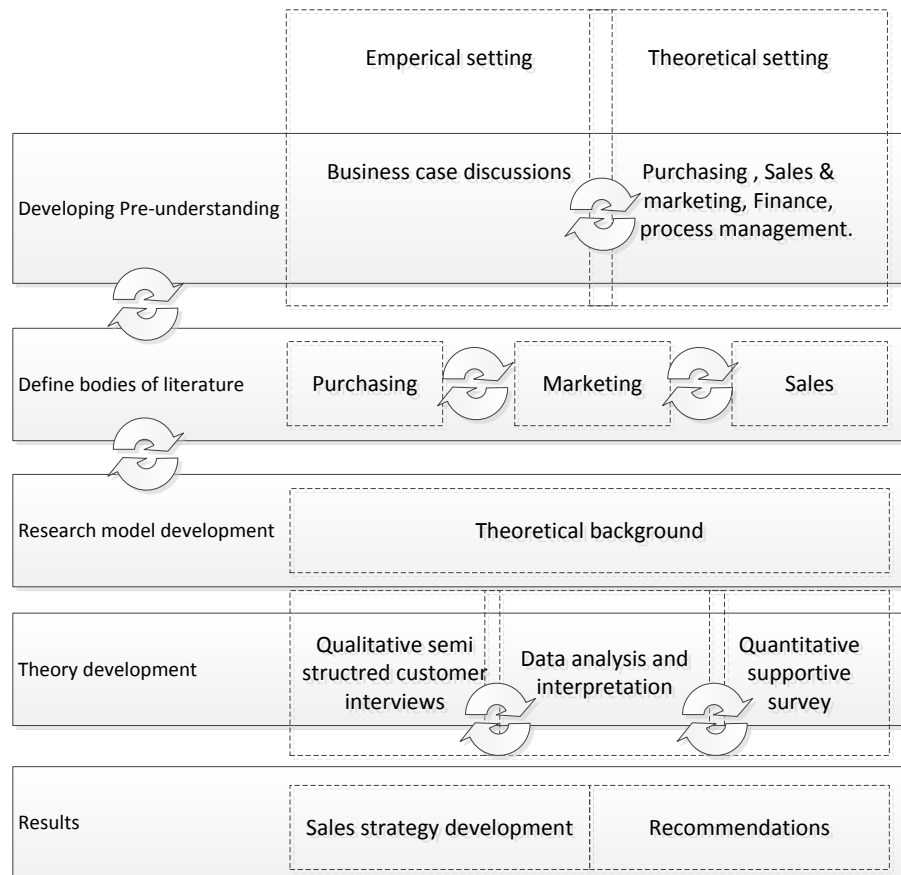 Emperical setting
Theoretical setting
Developing Pre-understanding
Business case discussions
Purchasing , Sales &
marketing, Finance,
process management.
Define bodies of literature
Purchasing
Marketing
Sales
Research model development
Theoretical background
Theory development
Qualitative semi
structred customer
interviews
Data analysis and
interpretation
Quantitative
supportive
survey
Results
Sales strategy development
Recommendations